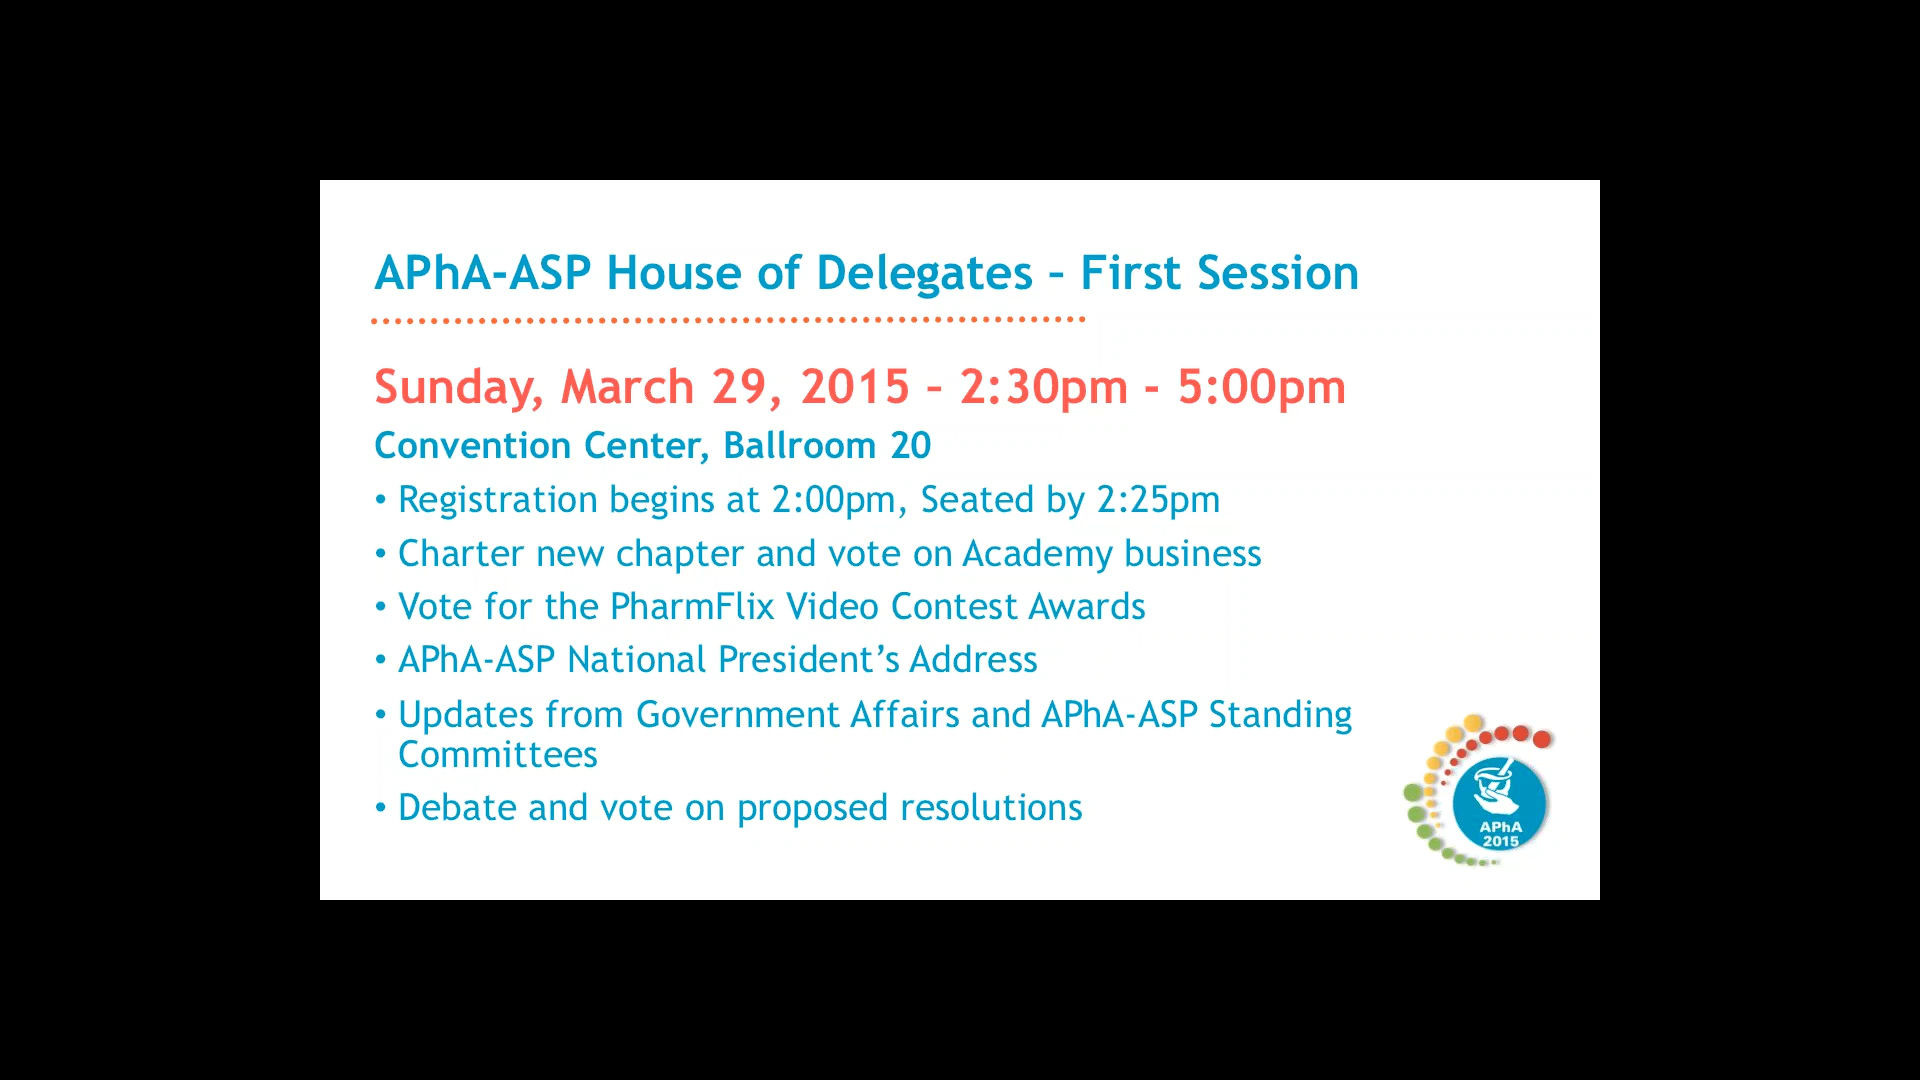 APhA-ASP House of Delegates – First Session
Sunday, March 29, 2015 – 2:30pm - 5:00pm
Convention Center, Ballroom 20
• Registration begins at 2:00pm, Seated by 2:25pm
• Charter new chapter and vote on Academy business
• Vote for the PharmFlix Video Contest Awards
• APhA-ASP National President’s Address
• Updates from Government Affairs and APhA-ASP Standing
Committees
• Debate and vote on proposed resolutions
APhA
2015